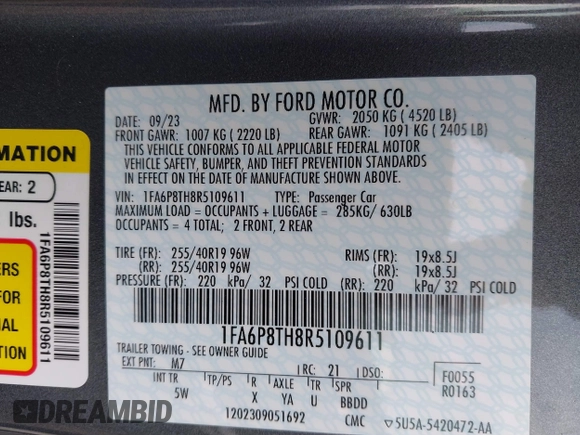 MFD. BY FORD MOTOR CO.
DATE: 09/23 GVWR: 2050 KG ( 4520 LB)
FRONT GAWR: 1007 KG ( 2220 LB) REAR GAWR: 1091 KG ( 2405 LB)
THIS VEHICLE CONFORMS TO ALL APPLICABLE FEDERAL MOTOR
VEHICLE SAFETY, BUMPER, AND THEFT PREVENTION STANDARDS
IN EFFECT ON THE DATE OF MANUFACTURE SHOWN ABOVE.
VIN: 1FA6P8TH8R5109611 TYPE: Passenger Car
MAXIMUM LOAD = OCCUPANTS + LUGGAGE = 285KG/ 630LB
OCCUPANTS = 4 TOTAL; 2 FRONT, 2 REAR
TIRE (FR): 255/40R19 96W RIMS (FR): 19x8.5J
(RR): 255/40R19 96W (RR): 19x8.5J
PRESSURE (FR): 220 kPa/ 32 PSI COLD (RR): 220 kPa/ 32 PSI COLD
1FA6P8TH8R5109611
TRAILER TOWING - SEE OWNER GUIDE
EXT PNT: M7 RC: 21 DSO: F0055
INT TR TP/PS R AXLE TR SPR R0163
5W X YA U BBDD
1202309051692 CMC 5U5A-5420472-AA
RMATION
EAR: 2
lbs.
ERS
FOR
NAL
TION
1FA6P8TH8R5109611
DREAMBID